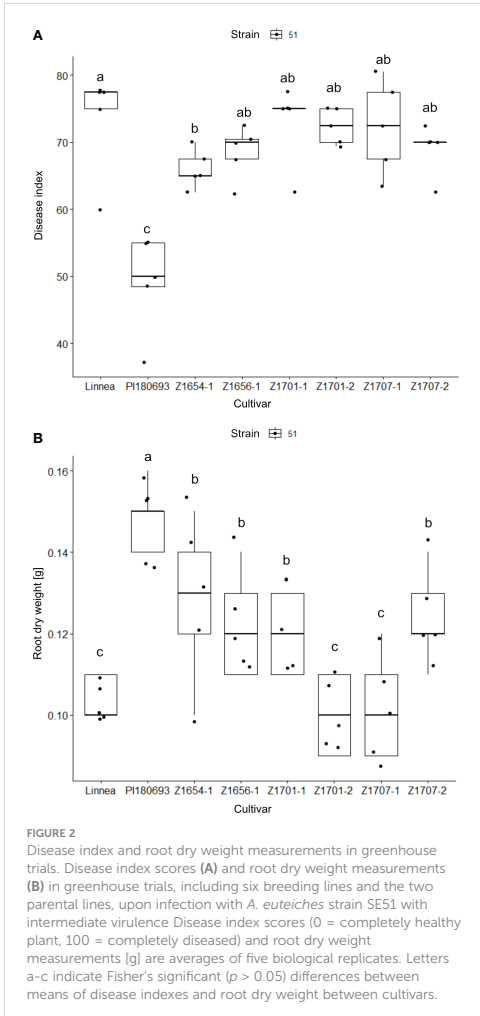 A
Strain 51
a
c
b
ab
ab
ab
ab
ab
80
70
60
50
40
Disease index
Linnea PI180693 Z1654-1 Z1656-1 Z1701-1 Z1701-2 Z1707-1 Z1707-2
Cultivar
B
Strain 51
c
a
b
b
b
c
c
b
0.16
0.14
0.12
0.10
Root dry weight [g]
Linnea PI180693 Z1654-1 Z1656-1 Z1701-1 Z1701-2 Z1707-1 Z1707-2
Cultivar
FIGURE 2
Disease index and root dry weight measurements in greenhouse
trials. Disease index scores (A) and root dry weight measurements
(B) in greenhouse trials, including six breeding lines and the two
parental lines, upon infection with A. euteiches strain SE51 with
intermediate virulence Disease index scores (0 = completely healthy
plant, 100 = completely diseased) and root dry weight
measurements [g] are averages of five biological replicates. Letters
a-c indicate Fisher's significant (p > 0.05) differences between
means of disease indexes and root dry weight between cultivars.